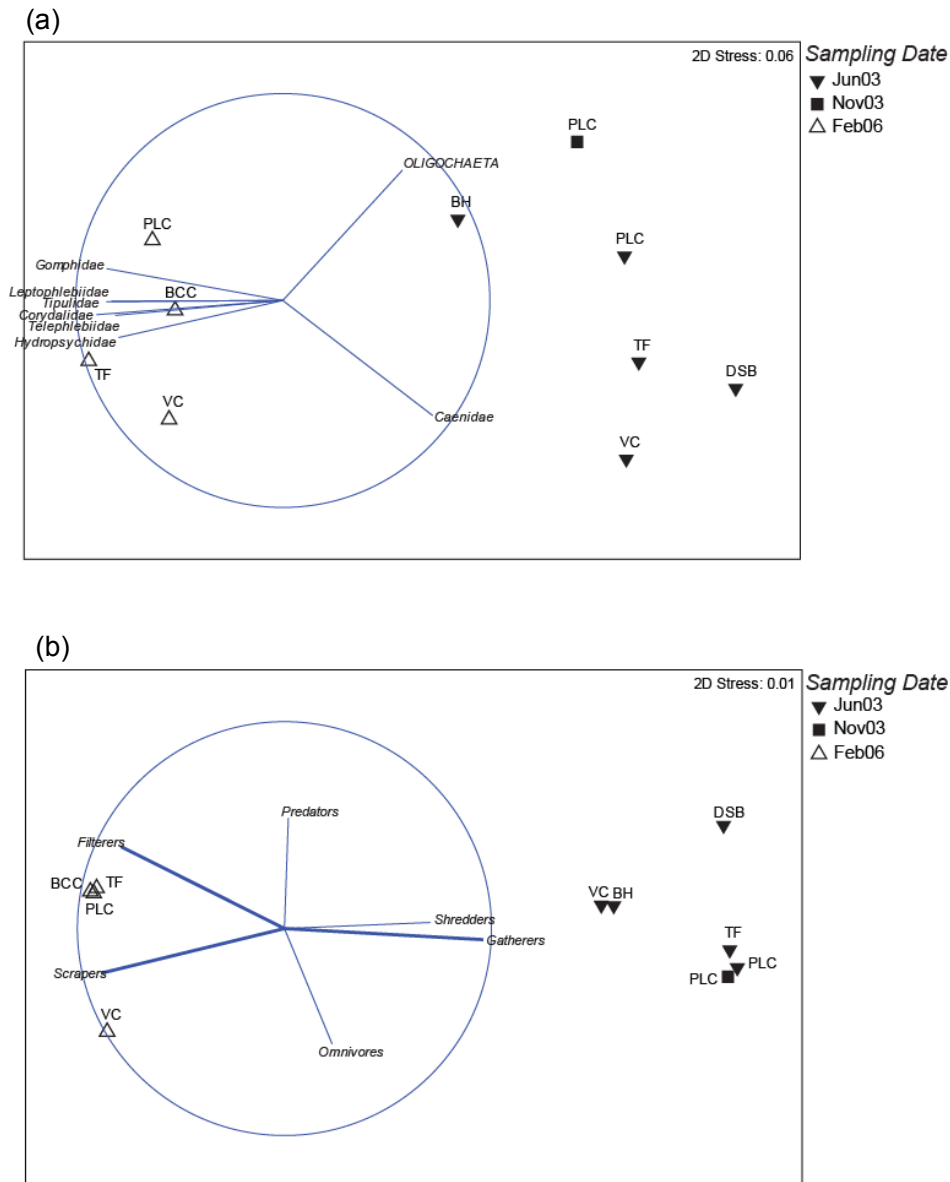 (a)
2D Stress: 0.06
Sampling Date
Jun03
Nov03
Feb06
PLC
OLIGOCHAETA
BH
PLC
PLC
Gomphidae
Leptophlebiidae
BCC
Tipulidae
Corydalidae
Telephlebiidae
Hydropsychidae
TF
TF
DSB
VC
Caenidae
VC
(b)
2D Stress: 0.01
Sampling Date
Jun03
Nov03
Feb06
Predators
DSB
Filterers
BCC TF
PLC
VC BH
Shredders
Gatherers
TF
PLC
PLC
Scrapers
VC
Omnivores